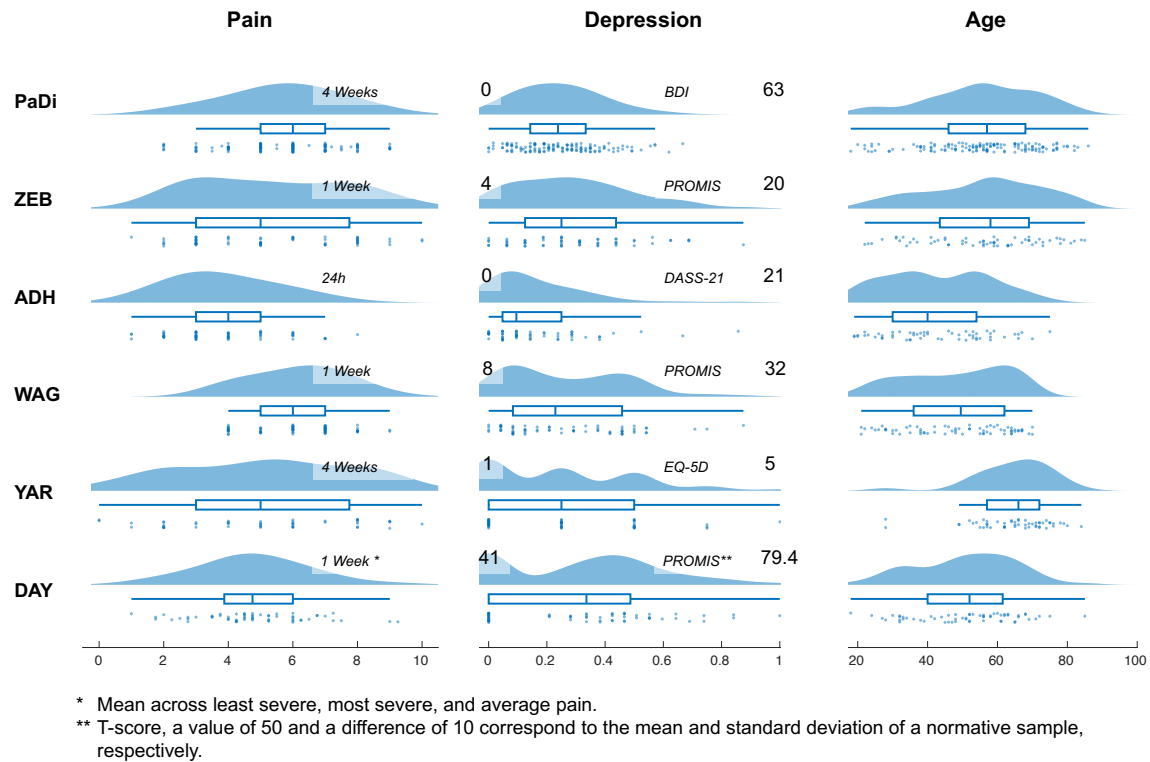 Pain Depression Age
PaDi 4 Weeks 0 BDI 63
ZEB 1 Week 4 PROMIS 20
ADH 24h 0 DASS-21 21
WAG 1 Week 8 PROMIS 32
YAR 4 Weeks 1 EQ-5D 5
DAY 1 Week * 41 PROMIS** 79.4
0 2 4 6 8 10 0 0.2 0.4 0.6 0.8 1 20 40 60 80 100
* Mean across least severe, most severe, and average pain.
** T-score, a value of 50 and a difference of 10 correspond to the mean and standard deviation of a normative sample,
respectively.